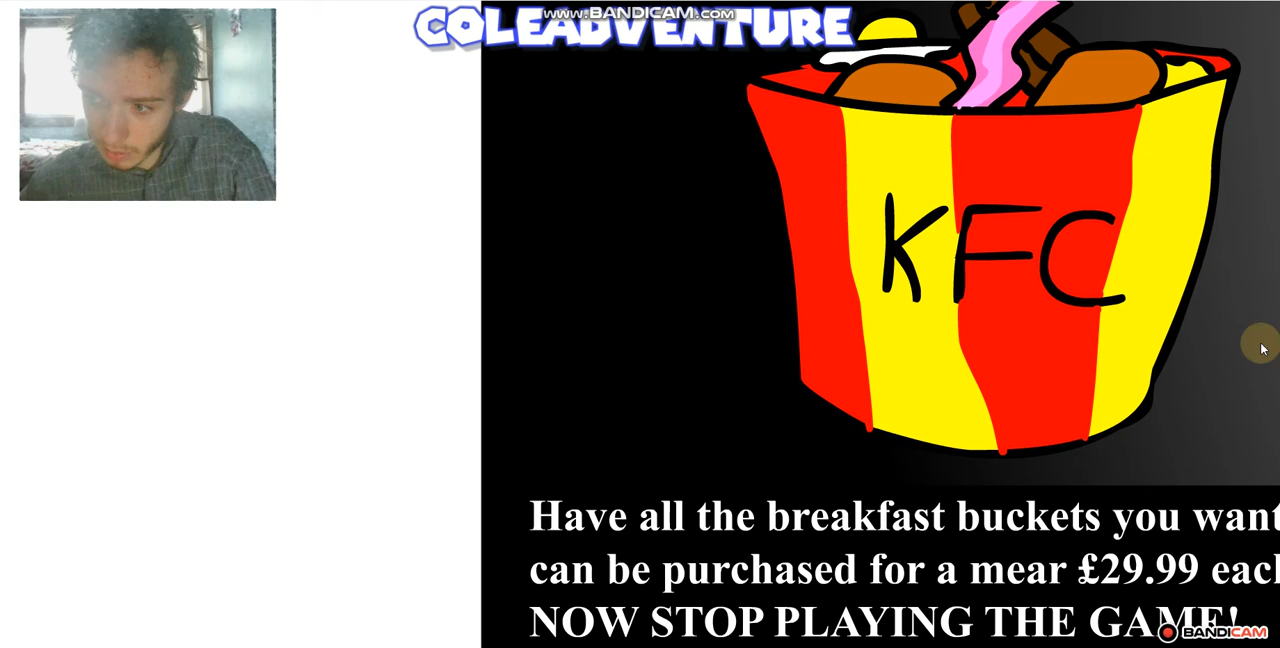 www.BANDICAM.com
COLEADVENTURE
KFC
Have all the breakfast buckets you want
can be purchased for a mear £29.99 each
NOW STOP PLAYING THE GAME!
BANDICAM